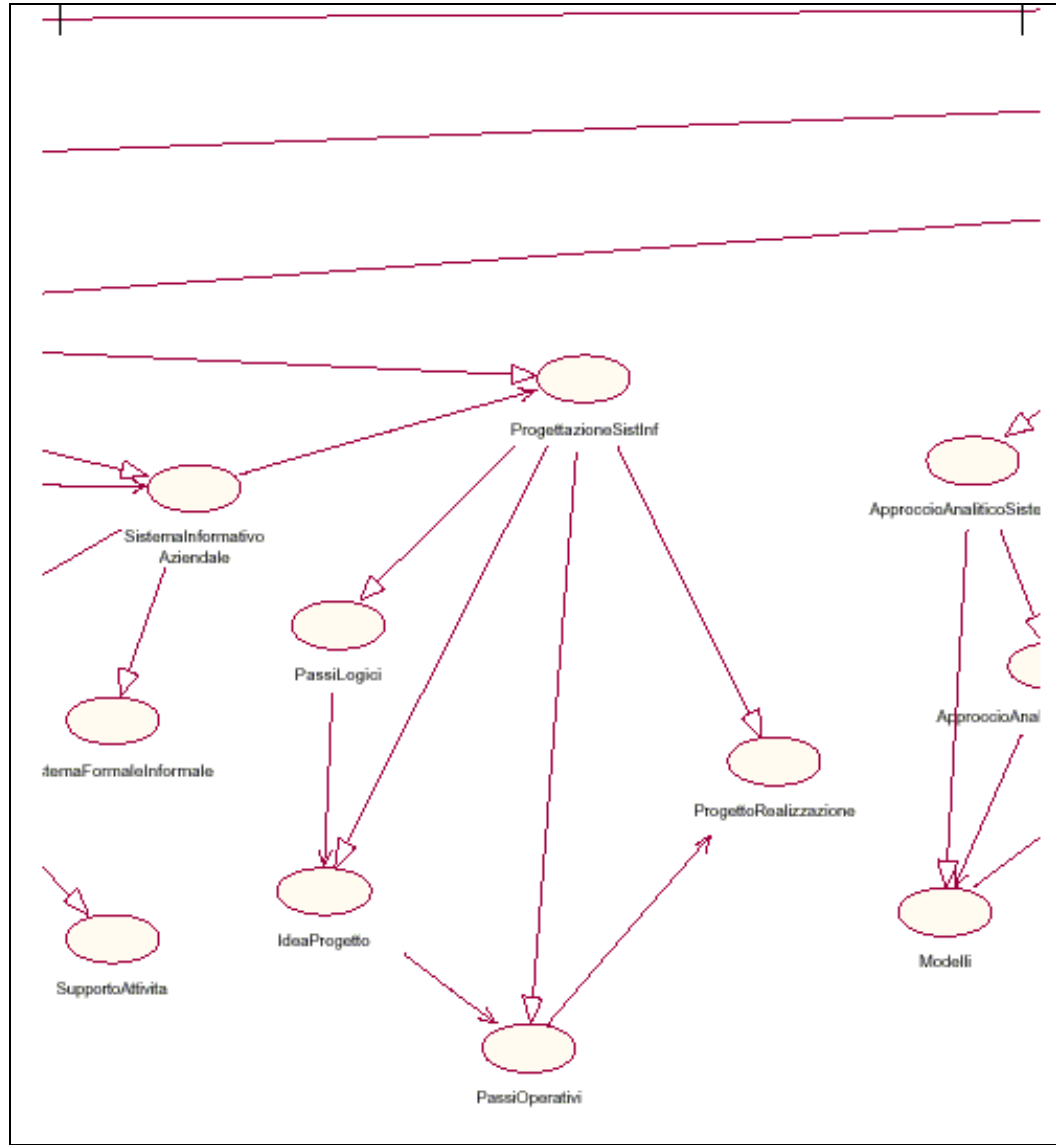 ProgettazioneSistInf
ApproccioAnaliticoSiste
SistemaInformativo
Aziendale
PassiLogici
ApproccioAnal
stemaFormaleInformale
ProgettoRealizzazione
IdeaProgetto
Modelli
SupportoAttivita
PassiOperativi